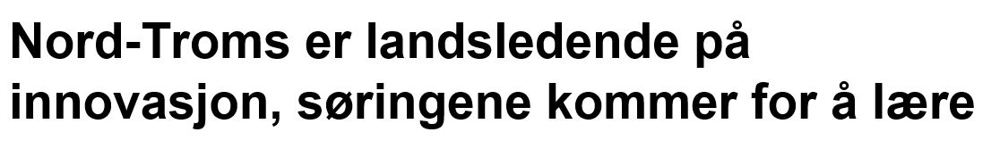 Nord-Troms er landsledende på
innovasjon, søringene kommer for å lære